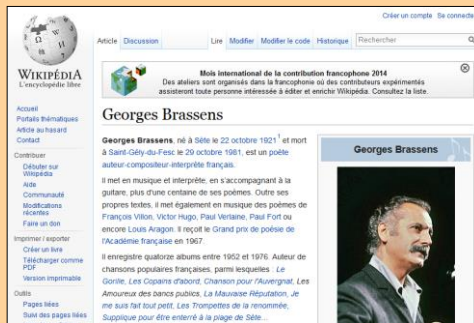 Créer un compte Se connecte
WIKIPÉDIA
L'encyclopédie libre
Article Discussion Lire Modifier Modifier le code Historique Rechercher
Accueil
Portails thématiques
Article au hasard
Contact
Contribuer
Débuter sur
Wikipédia
Aide
Communauté
Modifications
récentes
Faire un don
Imprimer / exporter
Créer un livre
Télécharger comme
PDF
Version imprimable
Outils
Pages liées
Suivi des pages liées
Mois international de la contribution francophone 2014
Des ateliers sont organisés dans la francophonie où des contributeurs expérimentés
assisteront toute personne intéressée à éditer et enrichir Wikipédia. Consultez la liste.
Georges Brassens
Georges Brassens, né à Sète le 22 octobre 1921¹ et mort
à Saint-Gély-du-Fesc le 29 octobre 1981, est un poète
auteur-compositeur-interprète français.
Il met en musique et interprète, en s'accompagnant à la
guitare, plus d'une centaine de ses poèmes. Outre ses
propres textes, il met également en musique des poèmes de
François Villon, Victor Hugo, Paul Verlaine, Paul Fort ou
encore Louis Aragon. Il reçoit le Grand prix de poésie de
l'Académie française en 1967.
Il enregistre quatorze albums entre 1952 et 1976. Auteur de
chansons populaires françaises, parmi lesquelles : Le
Gorille, Les Copains d'abord, Chanson pour l'Auvergnat, Les
Amoureux des bancs publics, La Mauvaise Réputation, Je
me suis fait tout petit, Les Trompettes de la renommée,
Supplique pour être enterré à la plage de Sète...
Georges Brassens